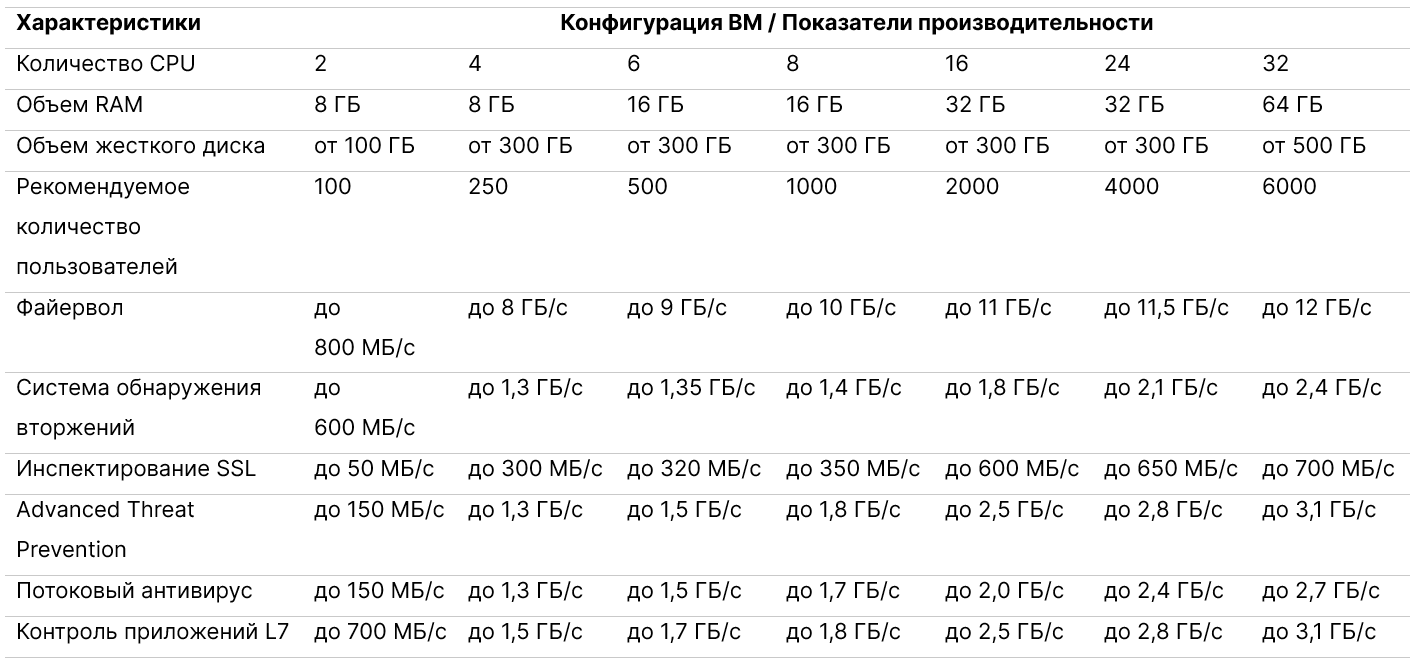 Характеристики Конфигурация ВМ / Показатели производительности
Количество CPU 2 4 6 8 16 24 32
Объем RAM 8 ГБ 8 ГБ 16 ГБ 16 ГБ 32 ГБ 32 ГБ 64 ГБ
Объем жесткого диска от 100 ГБ от 300 ГБ от 300 ГБ от 300 ГБ от 300 ГБ от 300 ГБ от 500 ГБ
Рекомендуемое 100 250 500 1000 2000 4000 6000
количество
пользователей
Файервол до до 8 ГБ/с до 9 ГБ/с до 10 ГБ/с до 11 ГБ/с до 11,5 ГБ/с до 12 ГБ/с
800 МБ/с
Система обнаружения до до 1,3 ГБ/с до 1,35 ГБ/с до 1,4 ГБ/с до 1,8 ГБ/с до 2,1 ГБ/с до 2,4 ГБ/с
вторжений 600 МБ/с
Инспектирование SSL до 50 МБ/с до 300 МБ/с до 320 МБ/с до 350 МБ/с до 600 МБ/с до 650 МБ/с до 700 МБ/с
Advanced Threat до 150 МБ/с до 1,3 ГБ/с до 1,5 ГБ/с до 1,8 ГБ/с до 2,5 ГБ/с до 2,8 ГБ/с до 3,1 ГБ/с
Prevention
Потоковый антивирус до 150 МБ/с до 1,3 ГБ/с до 1,5 ГБ/с до 1,7 ГБ/с до 2,0 ГБ/с до 2,4 ГБ/с до 2,7 ГБ/с
Контроль приложений L7 до 700 МБ/с до 1,5 ГБ/с до 1,7 ГБ/с до 1,8 ГБ/с до 2,5 ГБ/с до 2,8 ГБ/с до 3,1 ГБ/с